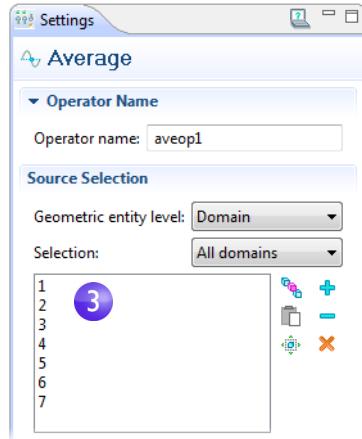 Settings
Average
Operator Name
Operator name: aveop1
Source Selection
Geometric entity level: Domain
Selection: All domains
1
2
3
4
5
6
7
3